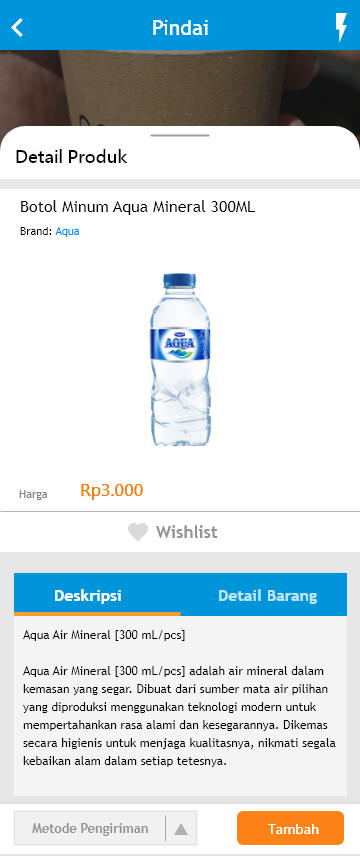 Pindai
Detail Produk
Botol Minum Aqua Mineral 300ML
Brand: Aqua
AQUA
Harga Rp3.000
Wishlist
Deskripsi Detail Barang
Aqua Air Mineral [300 mL/pcs]
Aqua Air Mineral [300 mL/pcs] adalah air mineral dalam
kemasan yang segar. Dibuat dari sumber mata air pilihan
yang diproduksi menggunakan teknologi modern untuk
mempertahankan rasa alami dan kesegarannya. Dikemas
secara higienis untuk menjaga kualitasnya, nikmati segala
kebaikan alam dalam setiap tetesnya.
Metode Pengiriman Tambah